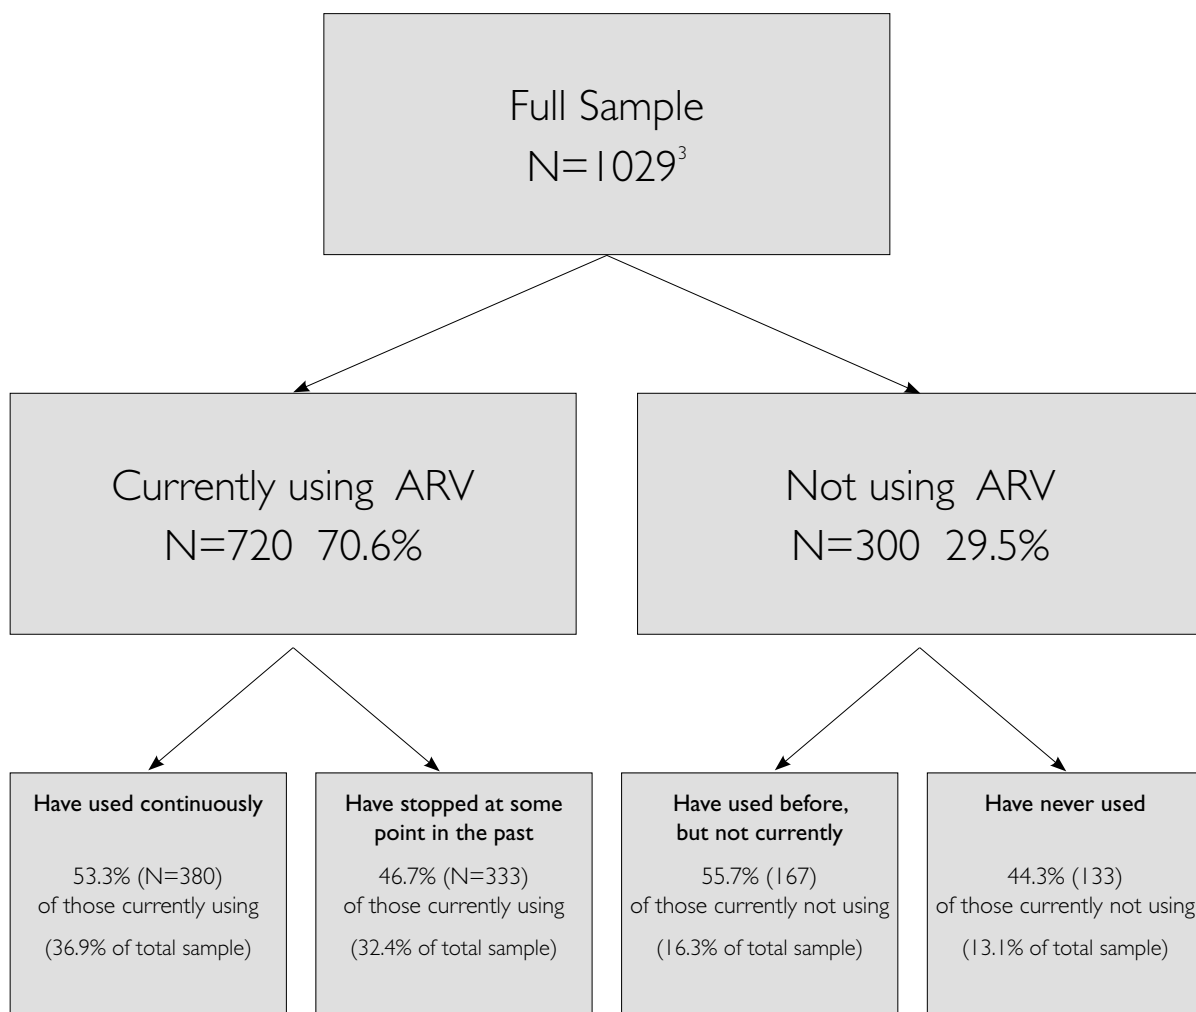 Full Sample
N=1029³
Currently using ARV
N=720 70.6%
Not using ARV
N=300 29.5%
Have used continuously
53.3% (N=380)
of those currently using
(36.9% of total sample)
Have stopped at some
point in the past
46.7% (N=333)
of those currently using
(32.4% of total sample)
Have used before,
but not currently
55.7% (167)
of those currently not using
(16.3% of total sample)
Have never used
44.3% (133)
of those currently not using
(13.1% of total sample)